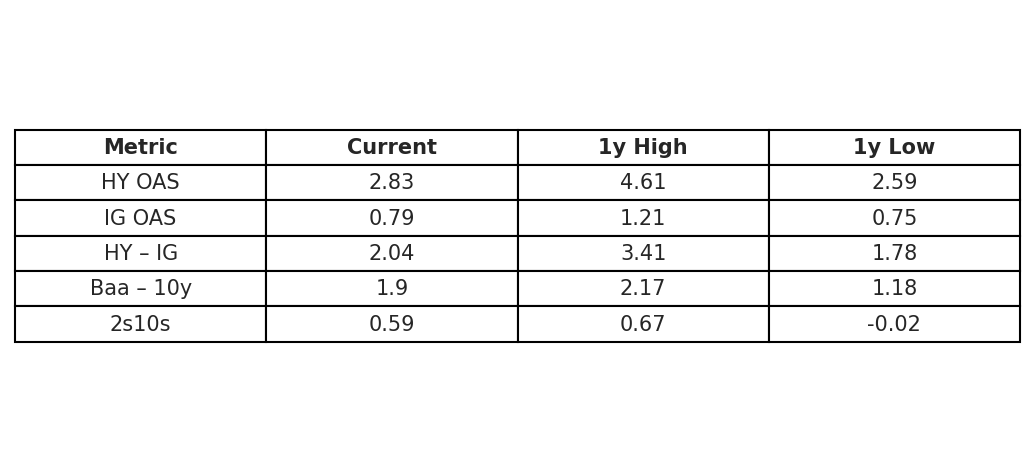 Metric Current 1y High 1y Low
HY OAS 2.83 4.61 2.59
IG OAS 0.79 1.21 0.75
HY – IG 2.04 3.41 1.78
Baa – 10y 1.9 2.17 1.18
2s10s 0.59 0.67 -0.02